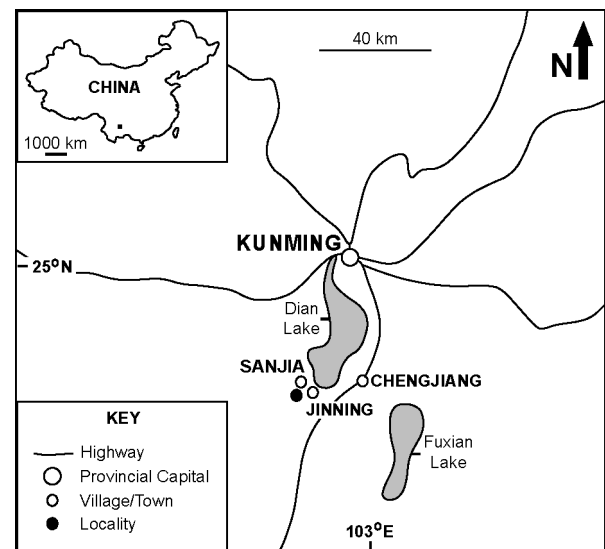 CHINA
1000 km
40 km
N
KUNMING
25°N
Dian
Lake
SANJIA
CHENGJIANG
JINNING
Fuxian
Lake
103°E
KEY
Highway
Provincial Capital
Village/Town
Locality